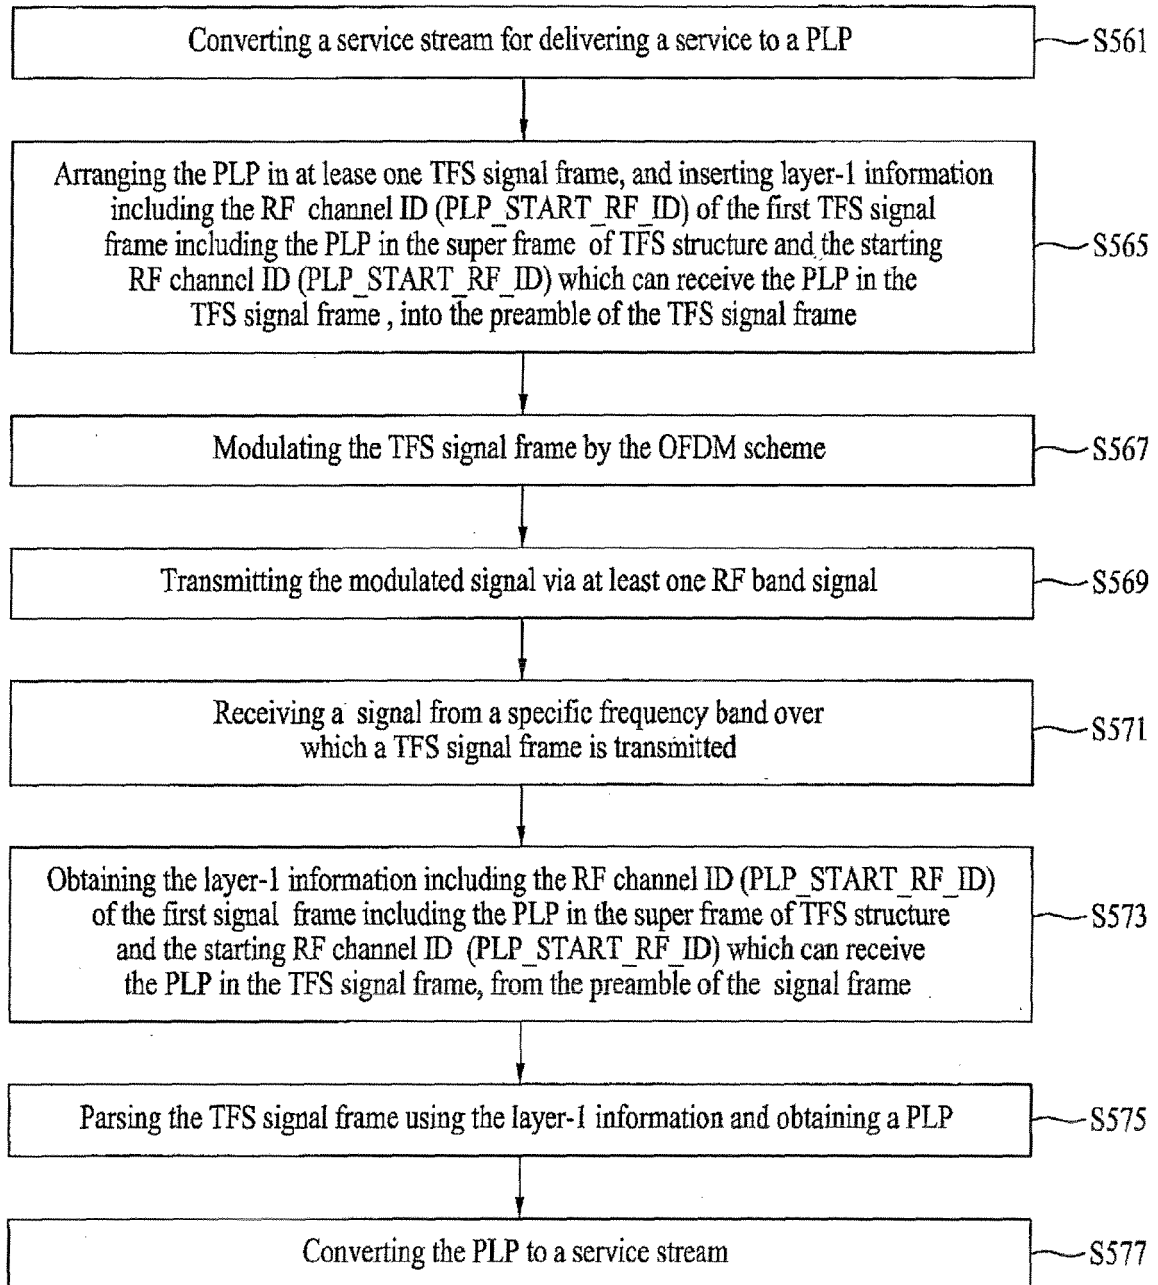 Converting a service stream for delivering a service to a PLP
S561
Arranging the PLP in at lease one TFS signal frame, and inserting layer-1 information
including the RF channel ID (PLP_START_RF_ID) of the first TFS signal
frame including the PLP in the super frame of TFS structure and the starting
RF channel ID (PLP_START_RF_ID) which can receive the PLP in the
TFS signal frame , into the preamble of the TFS signal frame
S565
Modulating the TFS signal frame by the OFDM scheme
S567
Transmitting the modulated signal via at least one RF band signal
S569
Receiving a signal from a specific frequency band over
which a TFS signal frame is transmitted
S571
Obtaining the layer-1 information including the RF channel ID (PLP_START_RF_ID)
of the first signal frame including the PLP in the super frame of TFS structure
and the starting RF channel ID (PLP_START_RF_ID) which can receive
the PLP in the TFS signal frame, from the preamble of the signal frame
S573
Parsing the TFS signal frame using the layer-1 information and obtaining a PLP
S575
Converting the PLP to a service stream
S577